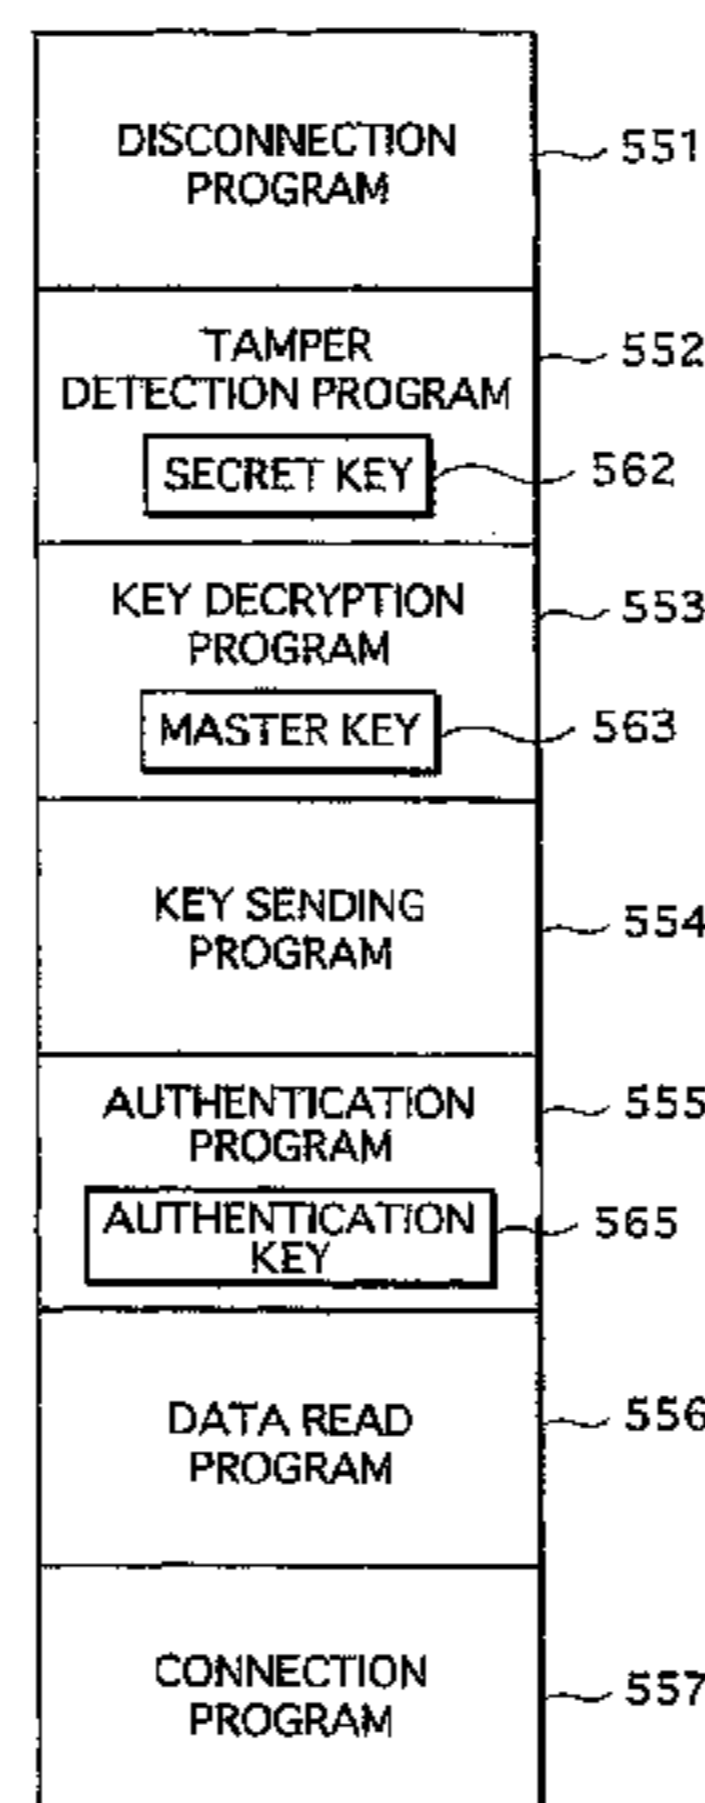 DISCONNECTION
PROGRAM
551
TAMPER
DETECTION PROGRAM
552
SECRET KEY
562
KEY DECRYPTION
PROGRAM
553
MASTER KEY
563
KEY SENDING
PROGRAM
554
AUTHENTICATION
PROGRAM
555
AUTHENTICATION
KEY
565
DATA READ
PROGRAM
556
CONNECTION
PROGRAM
557